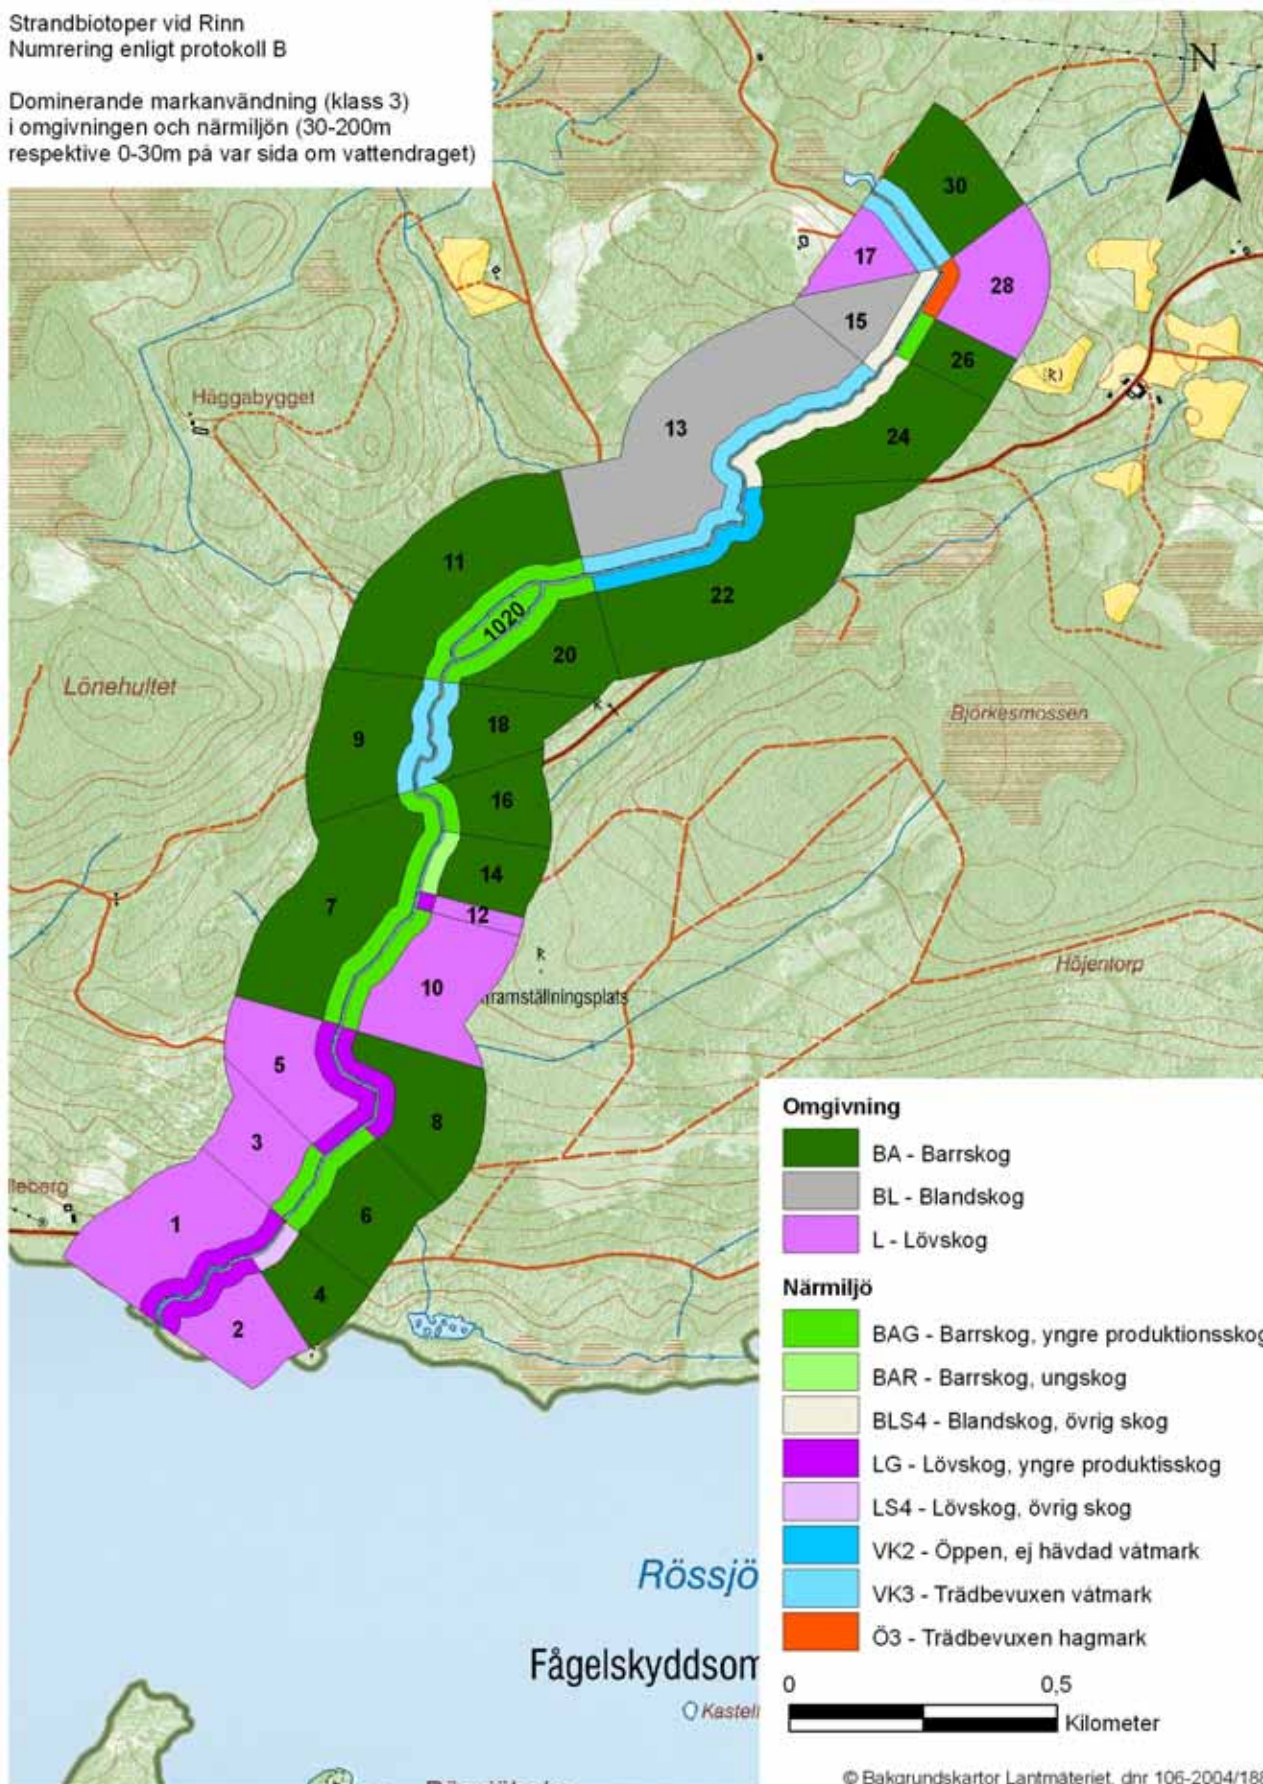 Strandbiotoper vid Rinn
Numrering enligt protokoll B
Dominerande markanvändning (klass 3)
i omgivningen och närmiljön (30-200m
respektive 0-30m på var sida om vattendraget)
N
30
17
28
15
26
(R)
Häggabygget
13
24
11
22
1020
20
Lönehultet
R
18
Björkesmossen
9
16
14
7
12
R
Höjentorp
10
framställningsplats
5
8
3
lleberg
1
6
4
2
Omgivning
BA - Barrskog
BL - Blandskog
L - Lövskog
Närmiljö
BAG - Barrskog, yngre produktionsskog
BAR - Barrskog, ungskog
BLS4 - Blandskog, övrig skog
LG - Lövskog, yngre produktisskog
LS4 - Lövskog, övrig skog
VK2 - Öppen, ej hävdad våtmark
VK3 - Trädbevuxen våtmark
Ö3 - Trädbevuxen hagmark
0 0,5
Kilometer
Rössjö
Fågelskyddsom
Kastell
© Bakgrundskartor Lantmäteriet, dnr 106-2004/188